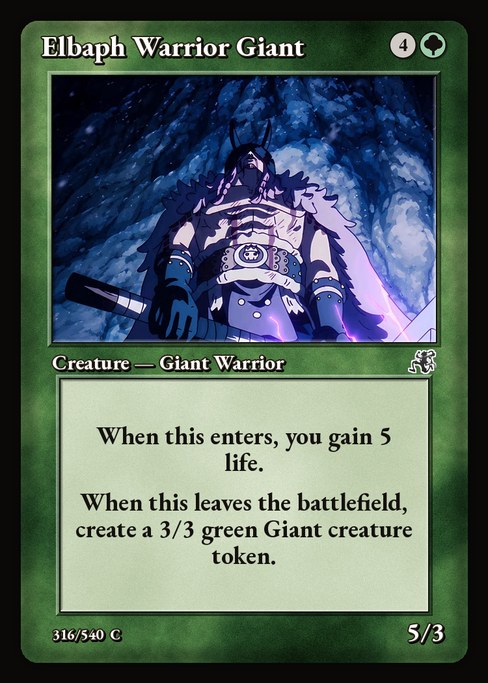 Elbaph Warrior Giant 4
Creature — Giant Warrior
When this enters, you gain 5
life.
When this leaves the battlefield,
create a 3/3 green Giant creature
token.
316/540 C 5/3